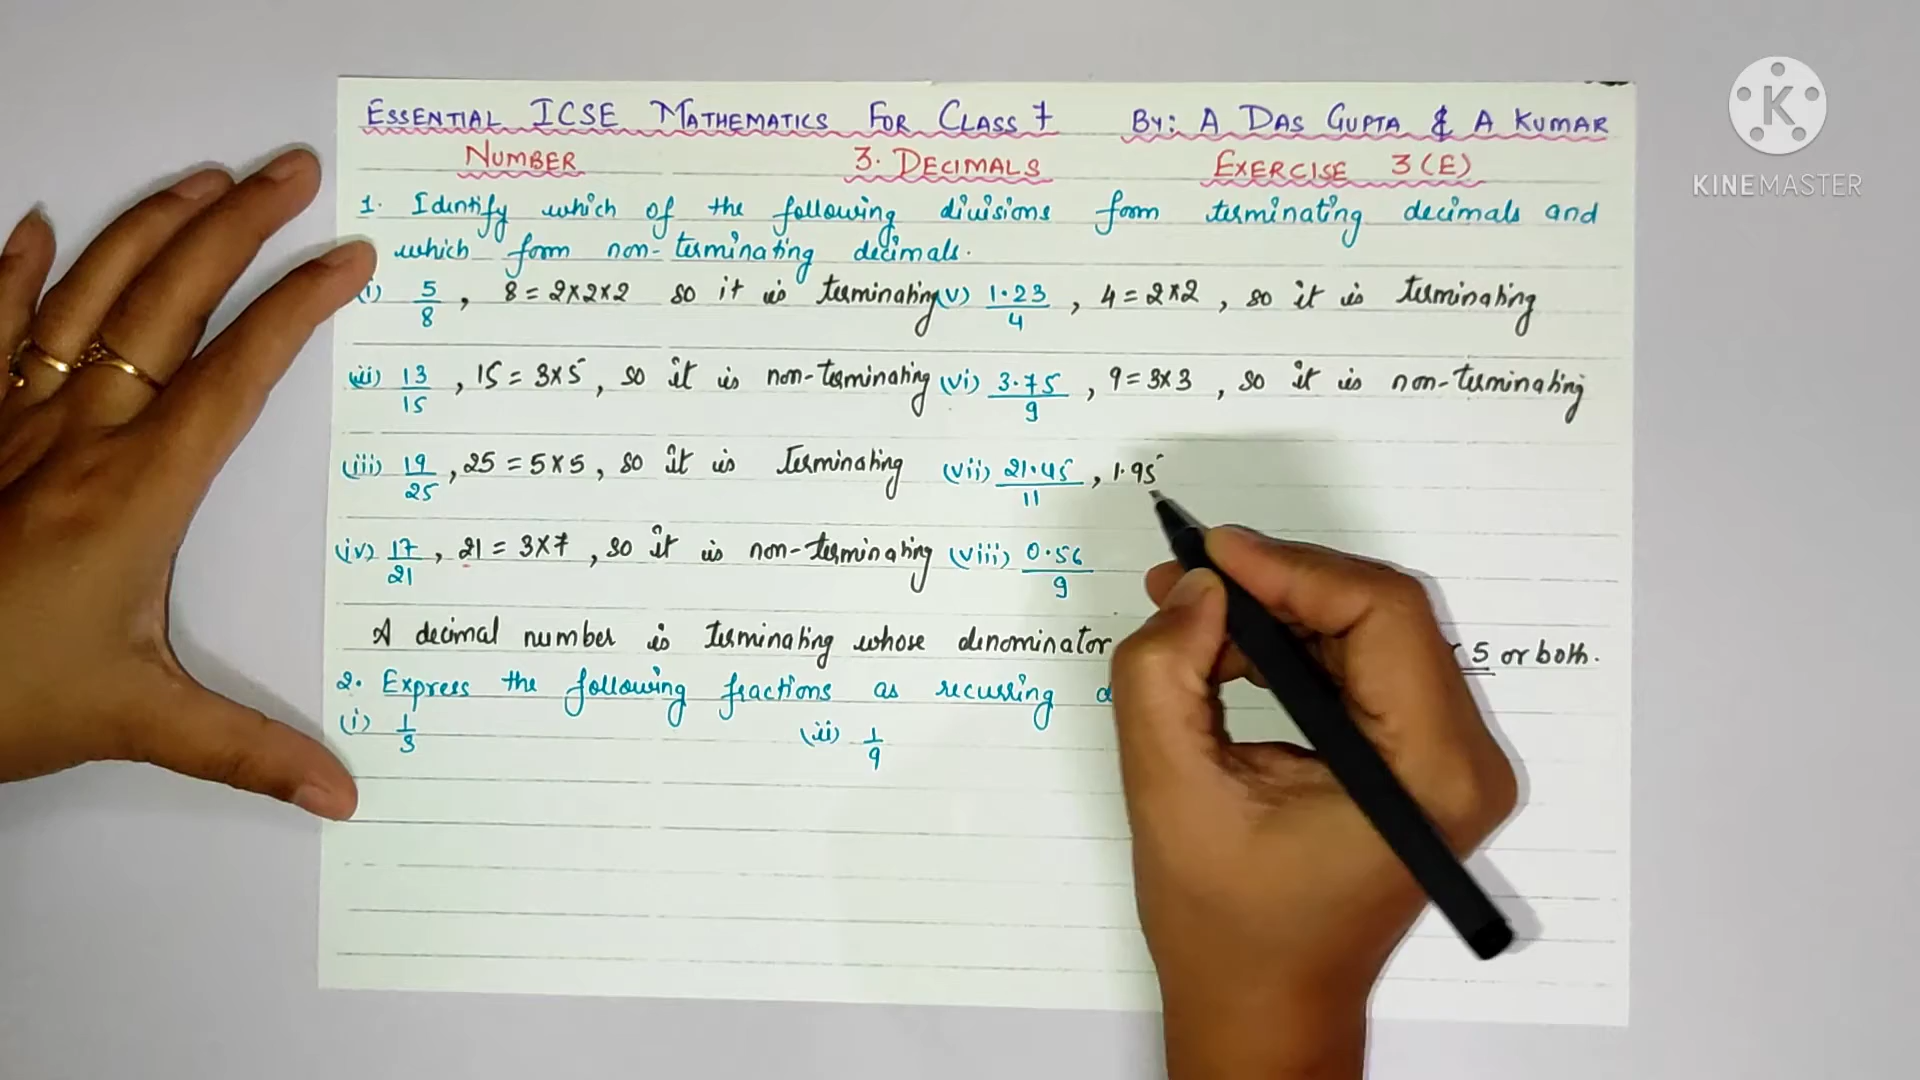 ESSENTIAL ICSE MATHEMATICS FOR CLASS 7 BY: A DAS GUPTA & A KUMAR
NUMBER 3. DECIMALS EXERCISE 3(E)
1. Identify which of the following divisions form terminating decimals and
which form non-terminating decimals.
(i) 5/8 , 8 = 2×2×2 so it is terminating (v) 1.23/4 , 4 = 2×2 , so it is terminating
(ii) 13/15 , 15 = 3×5 , so it is non-terminating (vi) 3.75/9 , 9 = 3×3 , so it is non-terminating
(iii) 19/25 , 25 = 5×5 , so it is terminating (vii) 21.45/11 , 1.95
(iv) 17/21 , 21 = 3×7 , so it is non-terminating (viii) 0.56/9
A decimal number is terminating whose denominator 5 or both.
2. Express the following fractions as recurring
(i) 1/3 (ii) 1/9
KINEMASTER